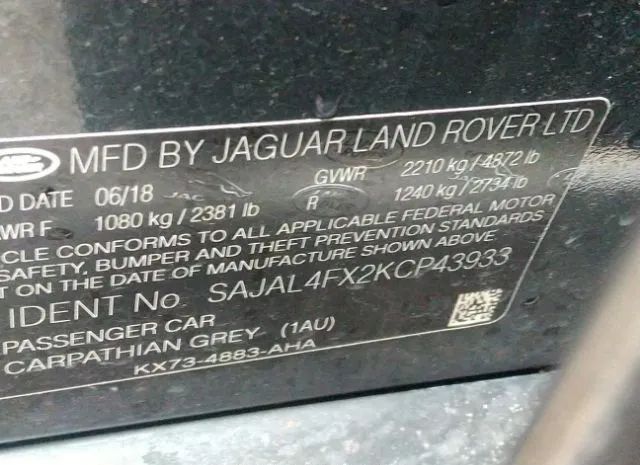 MFD BY JAGUAR LAND ROVER LTD
D DATE 06/18 GVWR 2210 kg / 4872 lb
WR F 1080 kg / 2381 lb R 1240 kg / 2734 lb
CLE CONFORMS TO ALL APPLICABLE FEDERAL MOTOR
SAFETY, BUMPER AND THEFT PREVENTION STANDARDS
T ON THE DATE OF MANUFACTURE SHOWN ABOVE
IDENT No. SAJAL4FX2KCP43933
PASSENGER CAR
CARPATHIAN GREY (1AU)
KX73-4883-AHA